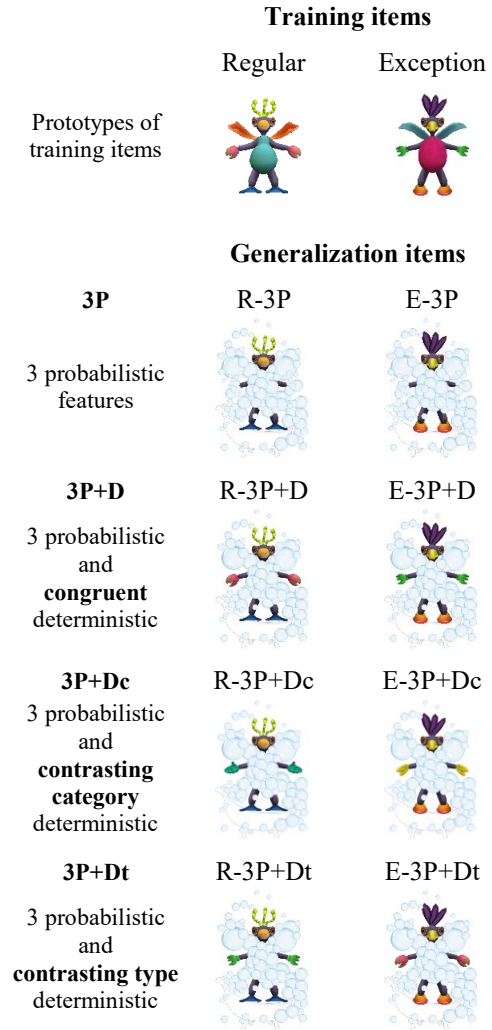 Training items
Regular Exception
Prototypes of
training items
Generalization items
3P R-3P E-3P
3 probabilistic
features
3P+D R-3P+D E-3P+D
3 probabilistic
and
congruent
deterministic
3P+Dc R-3P+Dc E-3P+Dc
3 probabilistic
and
contrasting
category
deterministic
3P+Dt R-3P+Dt E-3P+Dt
3 probabilistic
and
contrasting type
deterministic